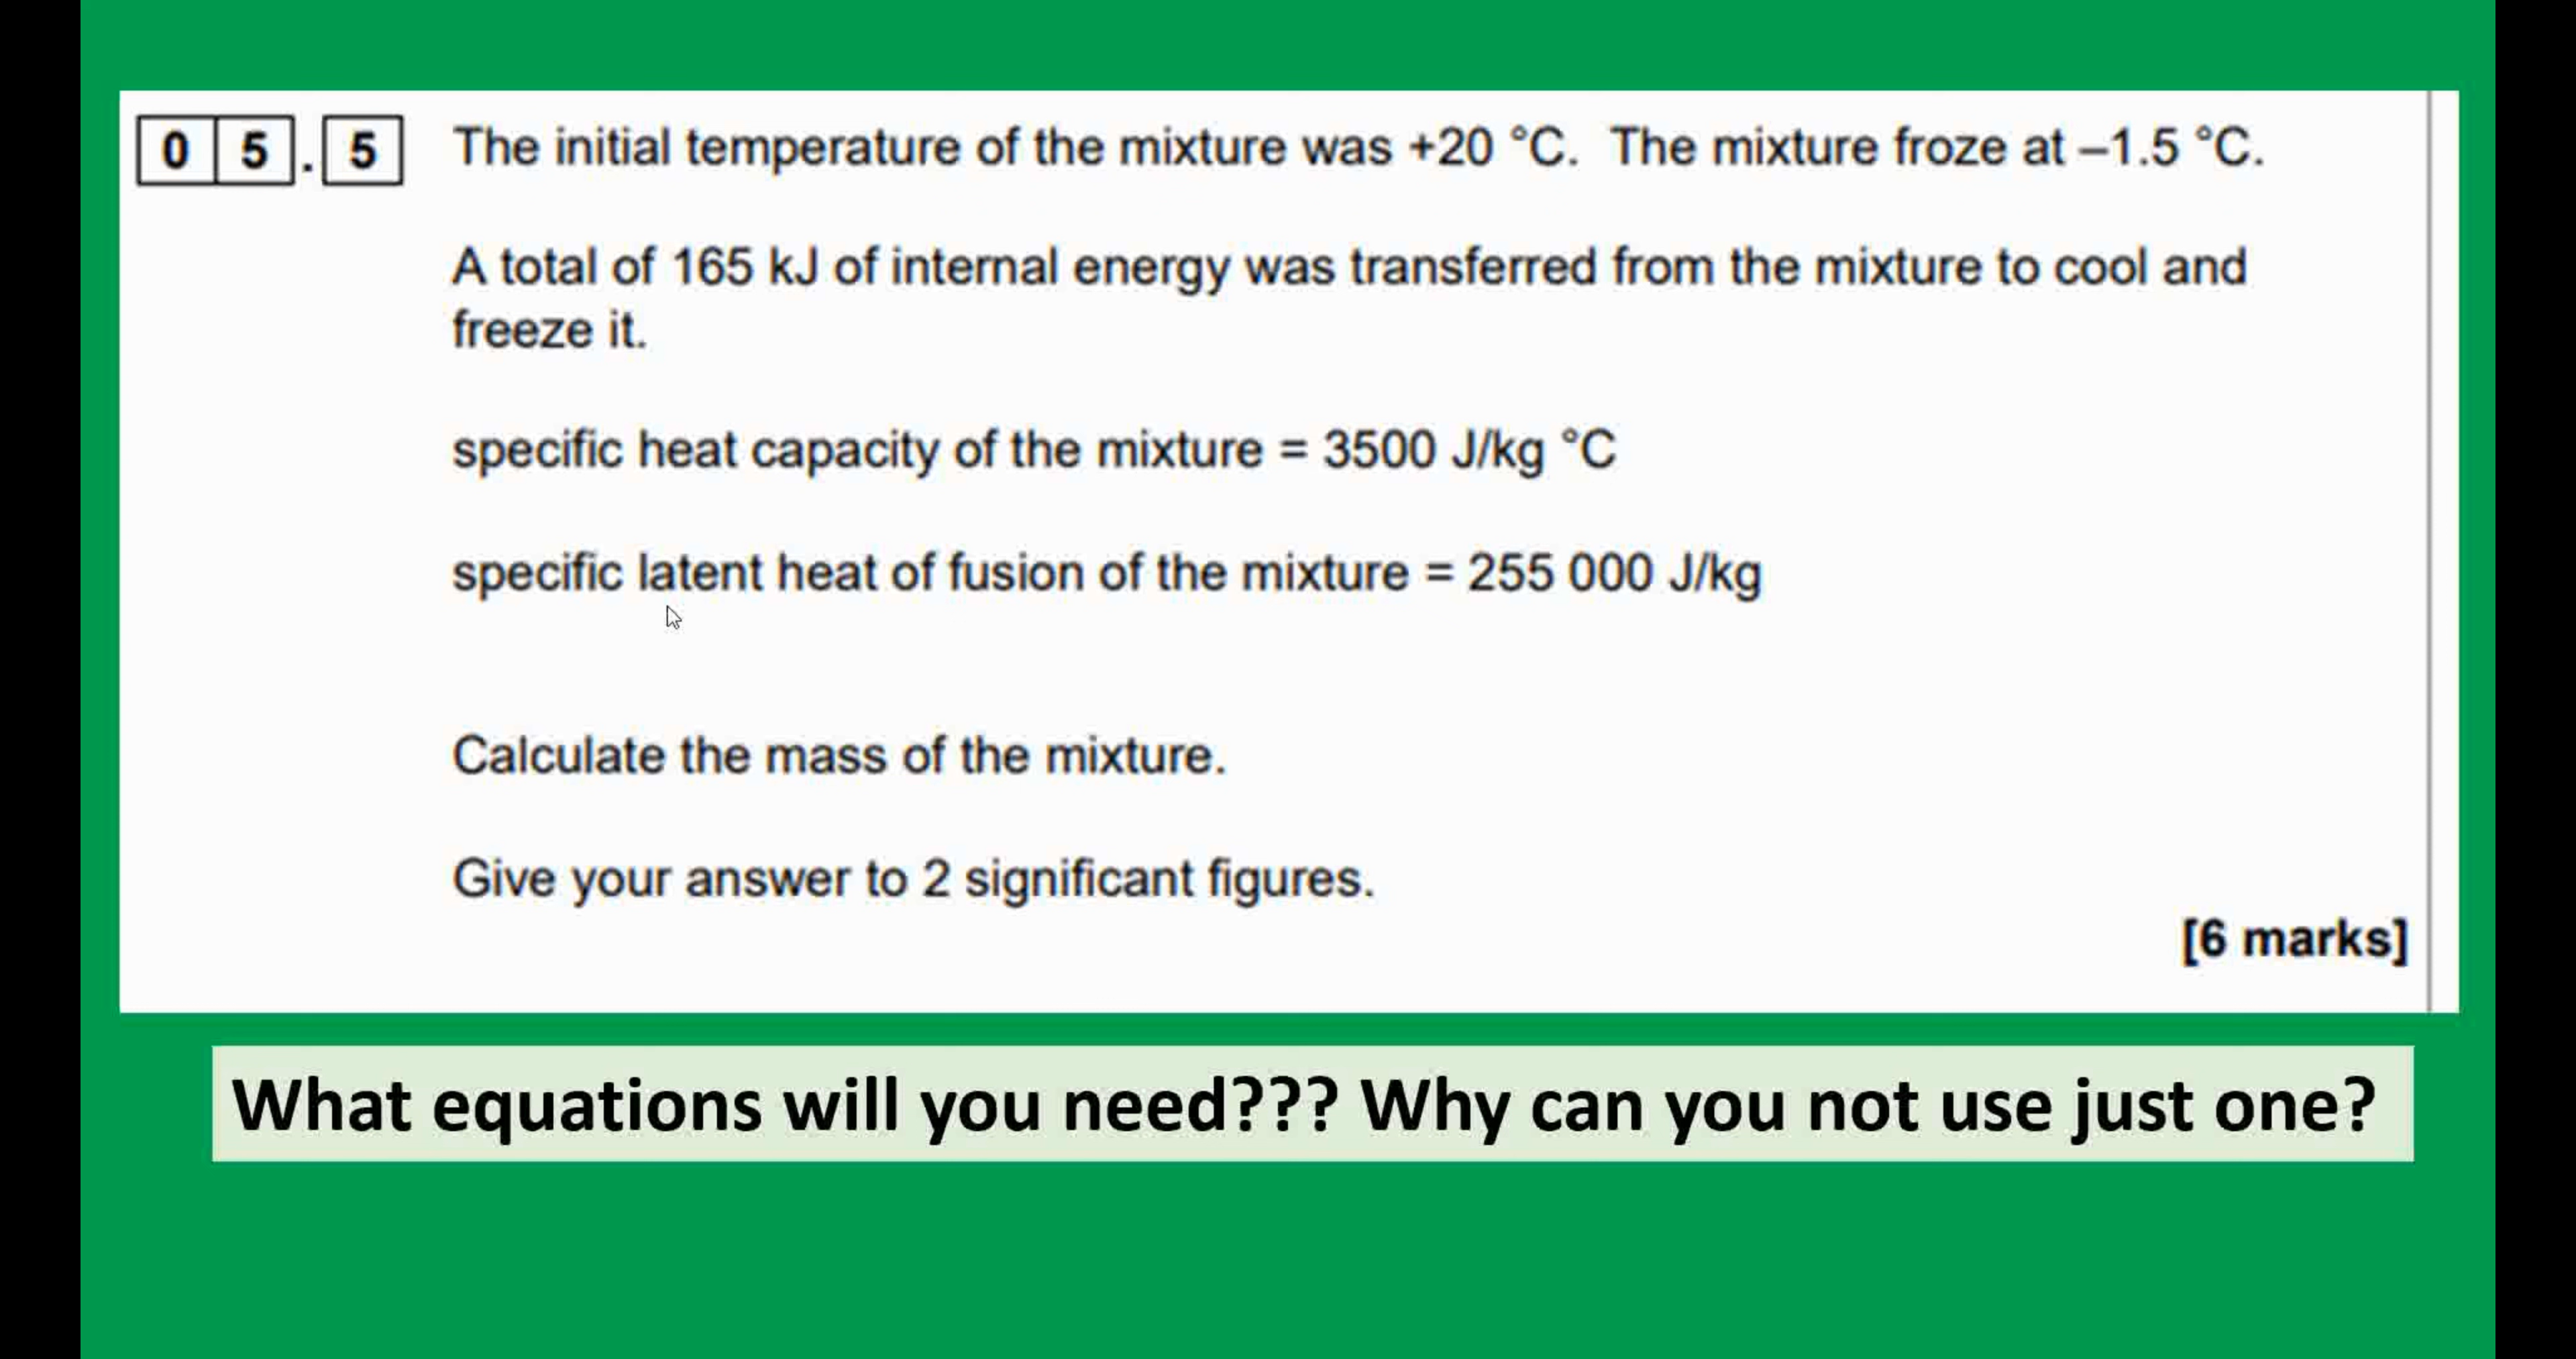 05.5 The initial temperature of the mixture was +20 °C. The mixture froze at –1.5 °C.
A total of 165 kJ of internal energy was transferred from the mixture to cool and
freeze it.
specific heat capacity of the mixture = 3500 J/kg °C
specific latent heat of fusion of the mixture = 255 000 J/kg
Calculate the mass of the mixture.
Give your answer to 2 significant figures.
[6 marks]
What equations will you need??? Why can you not use just one?